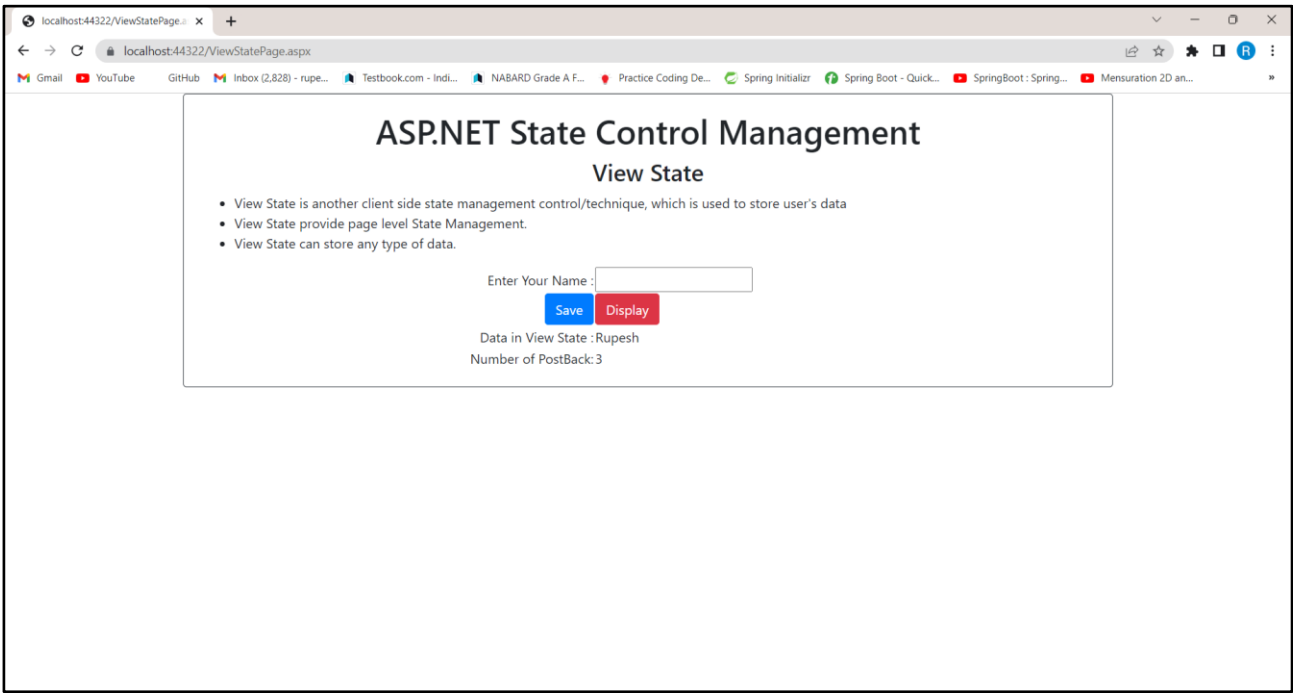 localhost:44322/ViewStatePage.a
localhost:44322/ViewStatePage.aspx
R
Gmail YouTube GitHub Inbox (2,828) - rupe... Testbook.com - Indi... NABARD Grade A F... Practice Coding De... Spring Initializr Spring Boot - Quick... SpringBoot : Spring... Mensuration 2D an... »
ASP.NET State Control Management
View State
• View State is another client side state management control/technique, which is used to store user's data
• View State provide page level State Management.
• View State can store any type of data.
Enter Your Name :
Save Display
Data in View State : Rupesh
Number of PostBack: 3